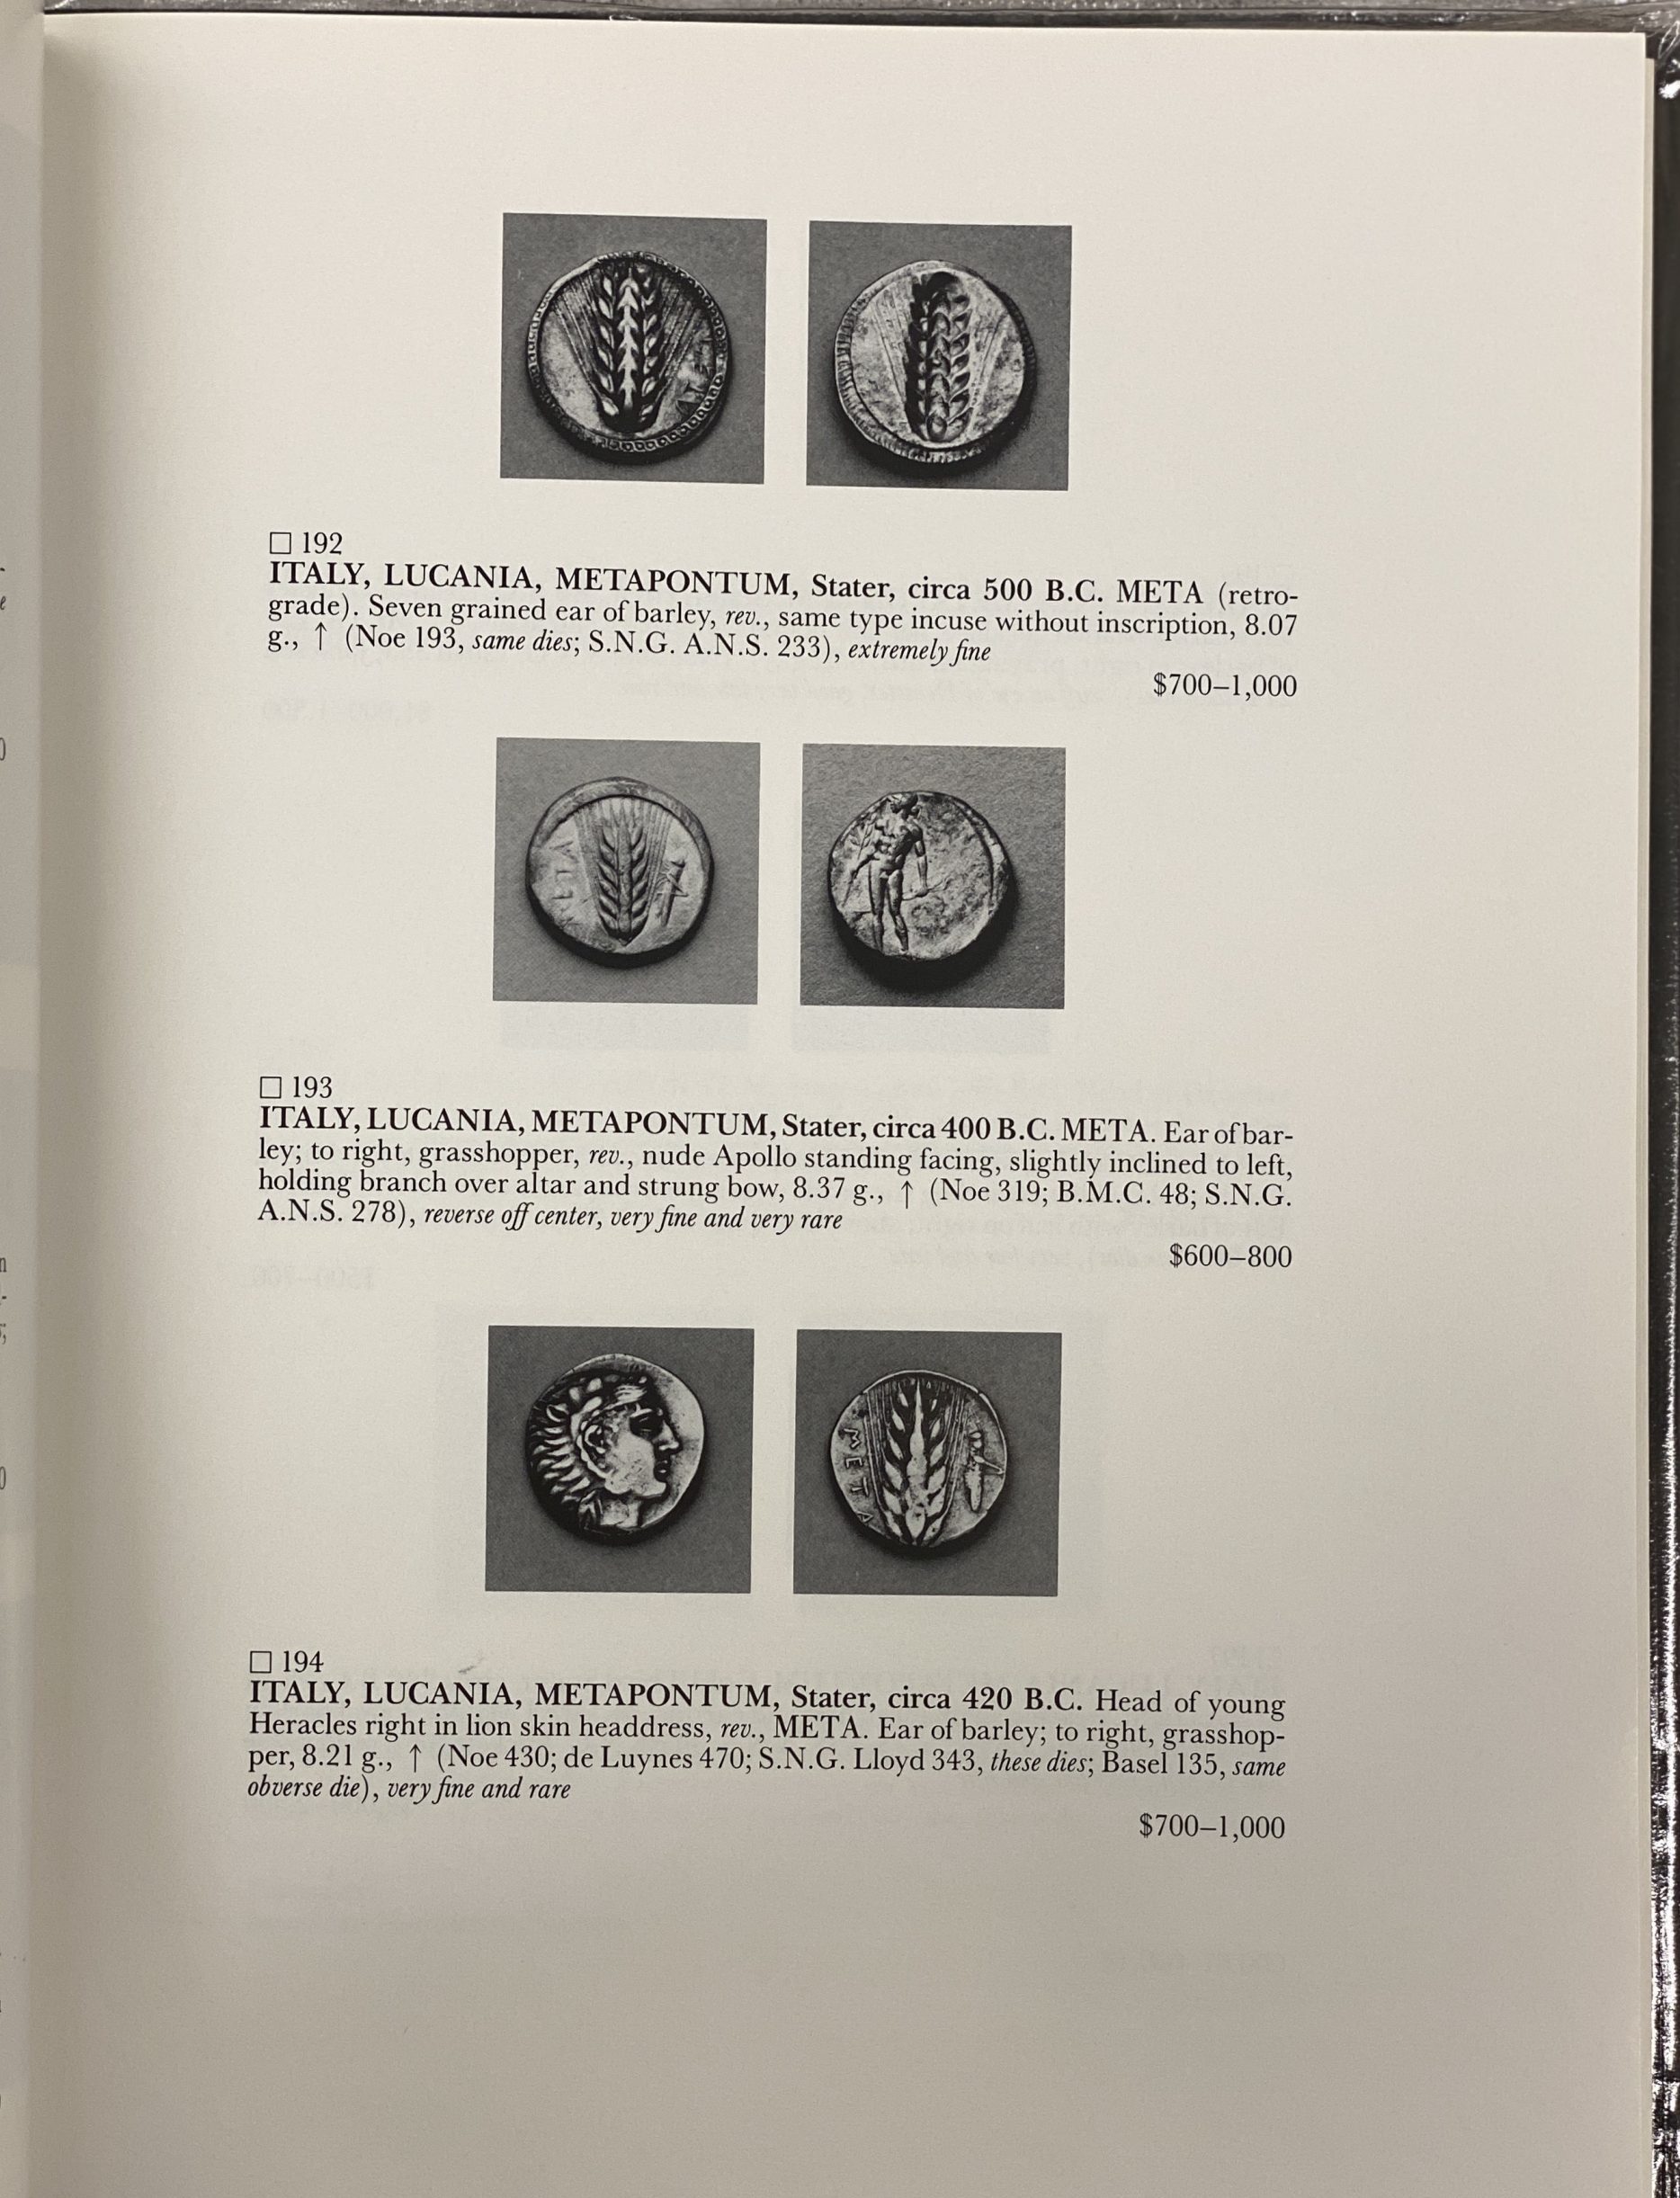 □ 192
ITALY, LUCANIA, METAPONTUM, Stater, circa 500 B.C. META (retro-
grade). Seven grained ear of barley, rev., same type incuse without inscription, 8.07
g., ↑ (Noe 193, same dies; S.N.G. A.N.S. 233), extremely fine
$700–1,000
META
□ 193
ITALY, LUCANIA, METAPONTUM, Stater, circa 400 B.C. META. Ear of bar-
ley; to right, grasshopper, rev., nude Apollo standing facing, slightly inclined to left,
holding branch over altar and strung bow, 8.37 g., ↑ (Noe 319; B.M.C. 48; S.N.G.
A.N.S. 278), reverse off center, very fine and very rare
$600–800
META
□ 194
ITALY, LUCANIA, METAPONTUM, Stater, circa 420 B.C. Head of young
Heracles right in lion skin headdress, rev., META. Ear of barley; to right, grasshop-
per, 8.21 g., ↑ (Noe 430; de Luynes 470; S.N.G. Lloyd 343, these dies; Basel 135, same
obverse die), very fine and rare
$700–1,000